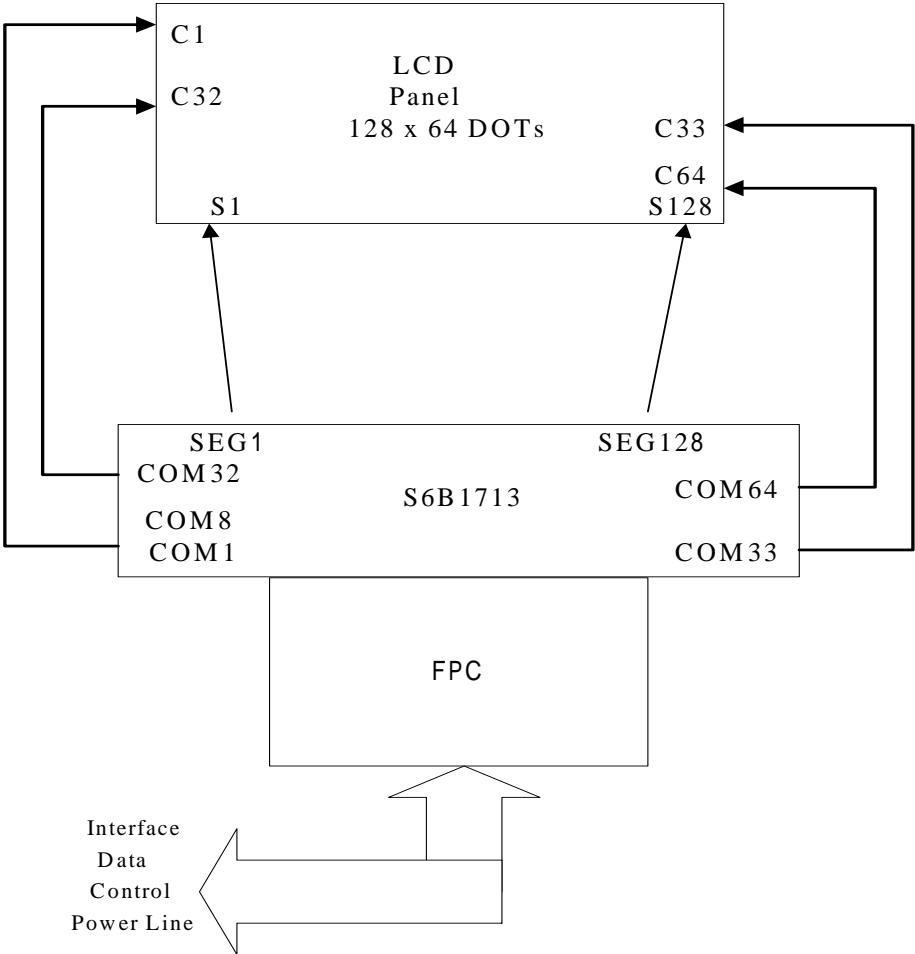 C1
LCD
Panel
128 x 64 DOTs
C32
C33
C64
S1
S128
SEG1
SEG128
COM32
S6B1713
COM64
COM8
COM1
COM33
FPC
Interface
Data
Control
Power Line